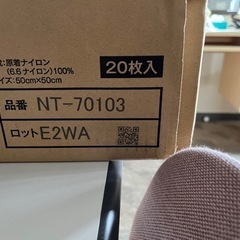 ：原着ナイロン
（6.6ナイロン）100%
イズ：50cm×50cm
20枚入
品番 NT-70103
ロット E2WA